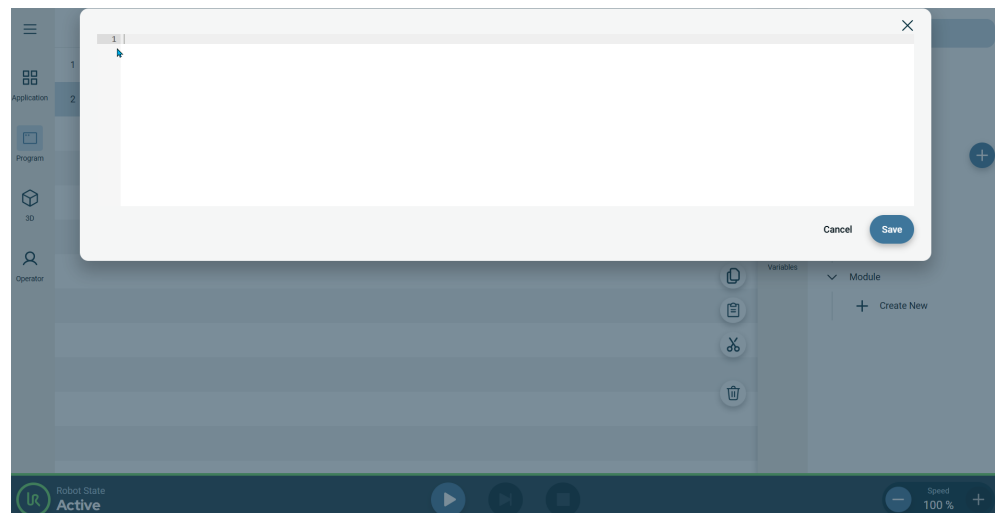 1
1
2
Application
Program
3D
Operator
Cancel
Save
Variables
Module
Create New
Robot State
Active
Speed
100 %